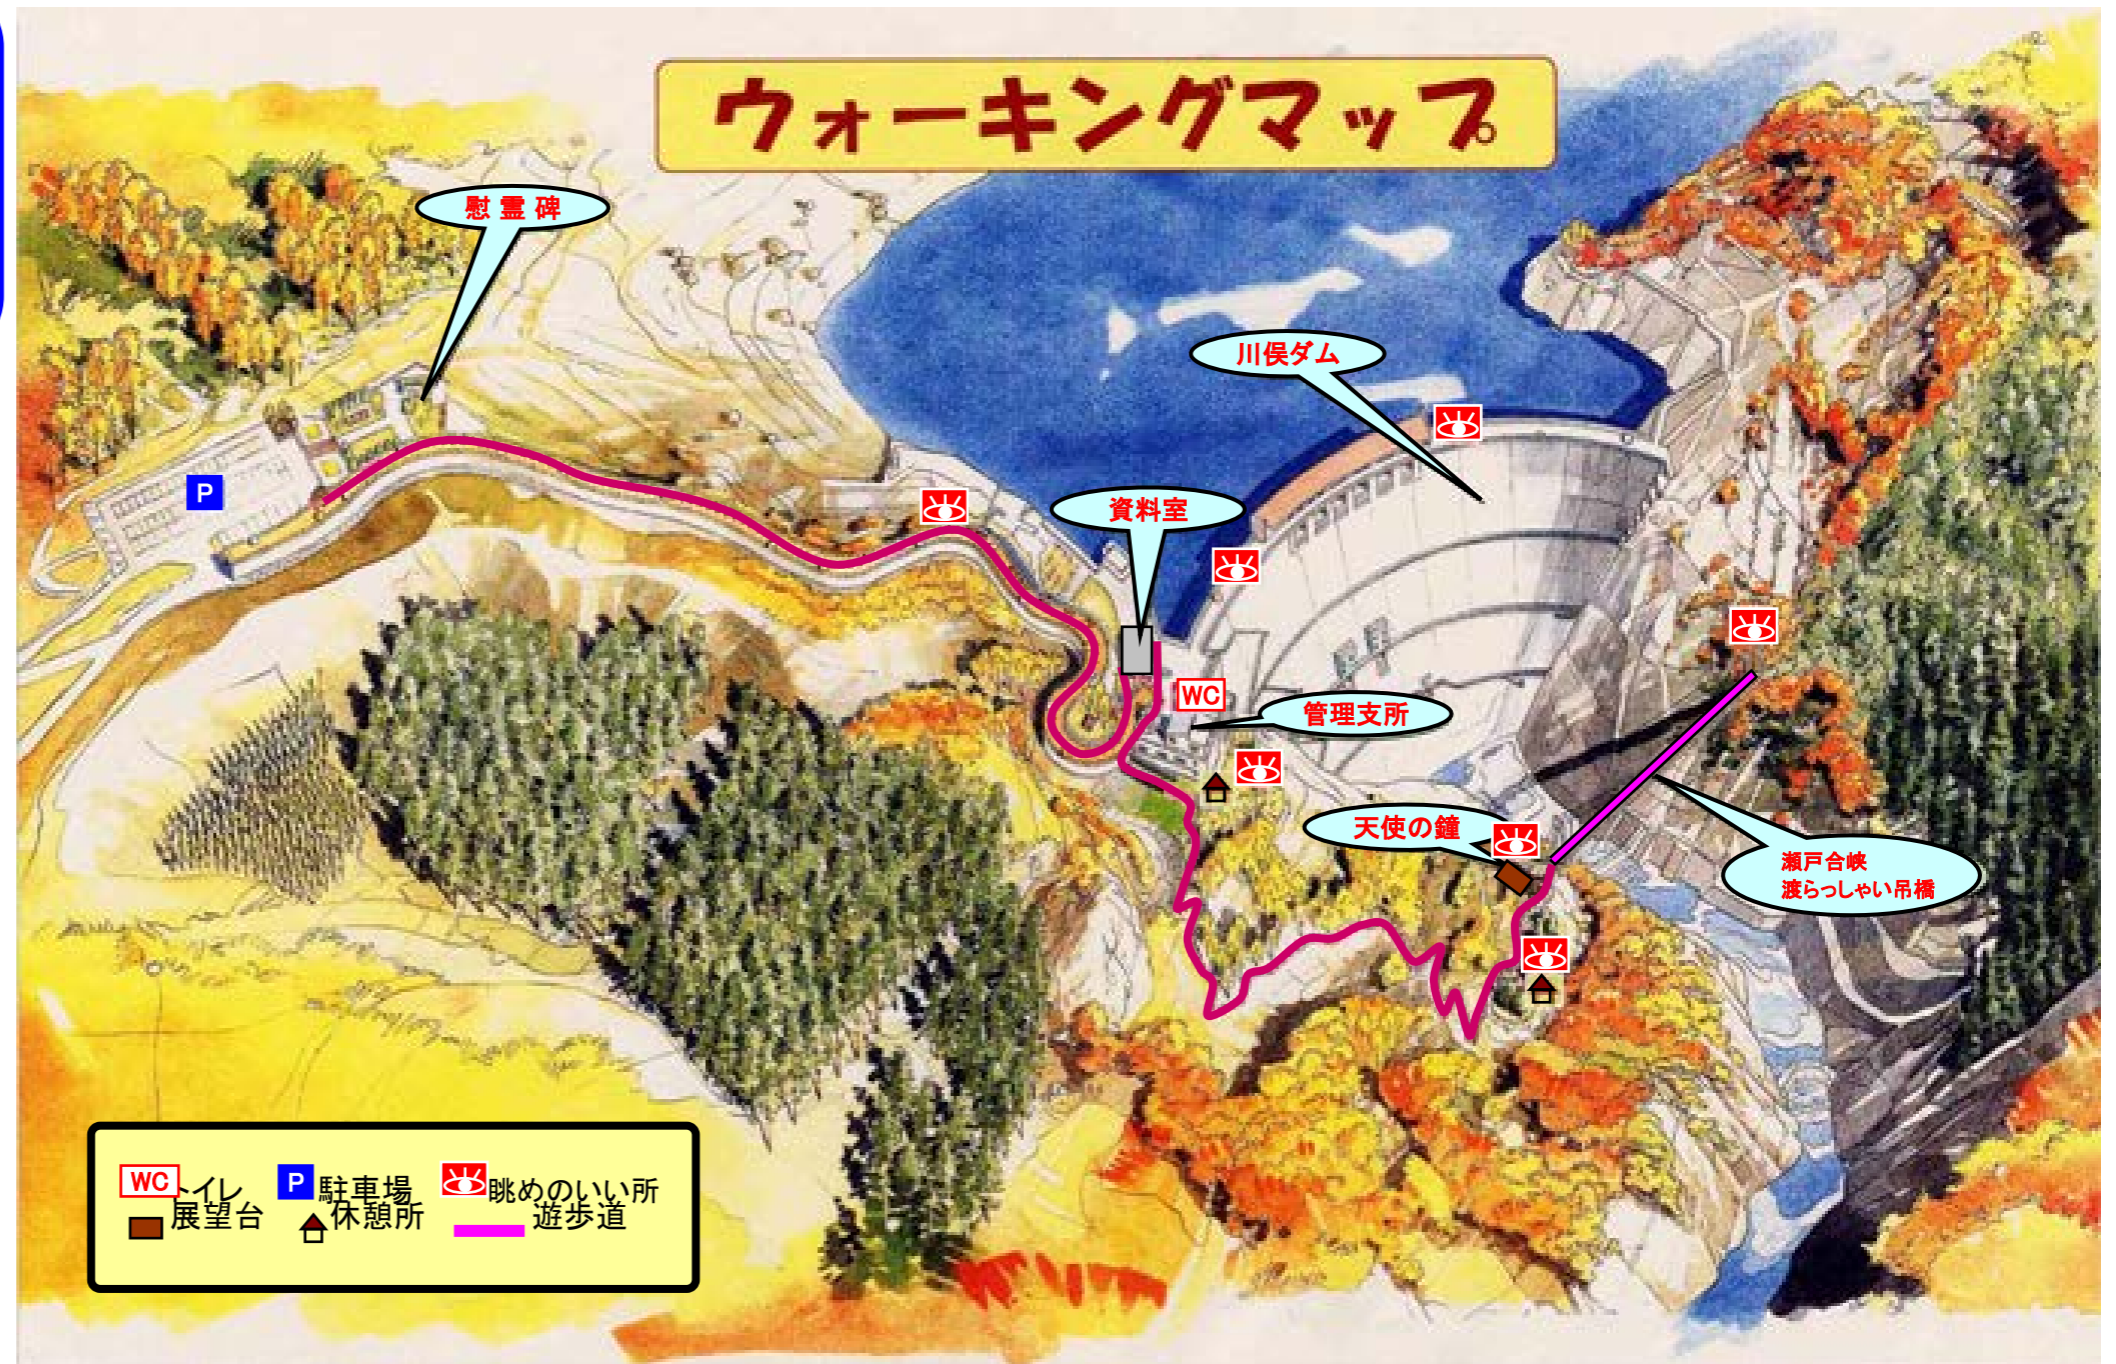 ウォーキングマップ
慰霊碑
川俣ダム
P
資料室
WC
管理支所
天使の鐘
瀬戸合峡
渡らっしゃい吊橋
WC トイレ P 駐車場 眺めのいい所
展望台 休憩所 遊歩道